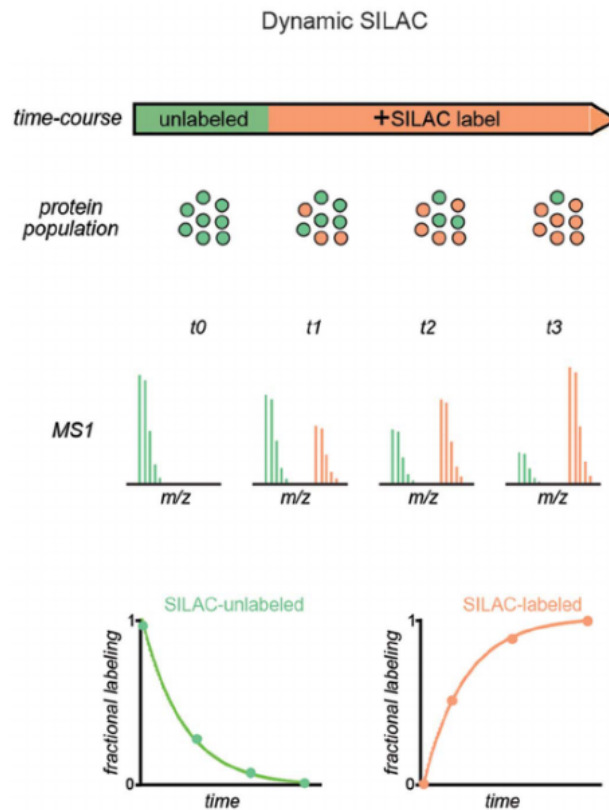 Dynamic SILAC
time-course
unlabeled
+SILAC label
protein
population
t0
t1
t2
t3
MS1
m/z
m/z
m/z
m/z
SILAC-unlabeled
1
fractional labeling
0
time
SILAC-labeled
1
fractional labeling
0
time